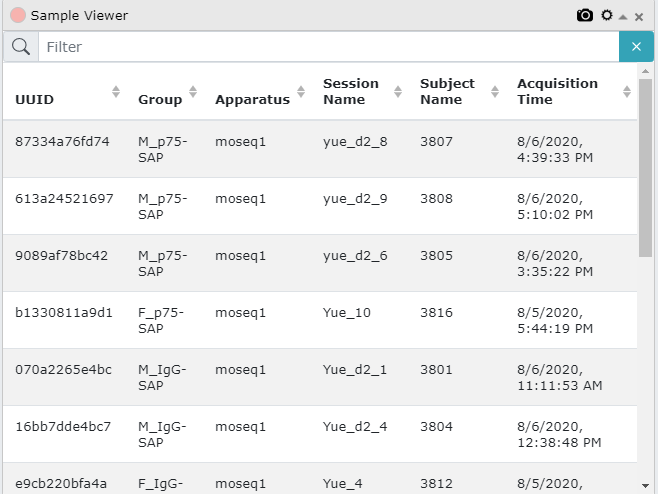 Sample Viewer
Filter
UUID Group Apparatus Session Name Subject Name Acquisition Time
87334a76fd74 M_p75-SAP moseq1 yue_d2_8 3807 8/6/2020, 4:39:33 PM
613a24521697 M_p75-SAP moseq1 yue_d2_9 3808 8/6/2020, 5:10:02 PM
9089af78bc42 M_p75-SAP moseq1 yue_d2_6 3805 8/6/2020, 3:35:22 PM
b1330811a9d1 F_p75-SAP moseq1 Yue_10 3816 8/5/2020, 5:44:19 PM
070a2265e4bc M_IgG-SAP moseq1 Yue_d2_1 3801 8/6/2020, 11:11:53 AM
16bb7dde4bc7 M_IgG-SAP moseq1 Yue_d2_4 3804 8/6/2020, 12:38:48 PM
e9cb220bfa4a F_IgG- moseq1 Yue_4 3812 8/5/2020,